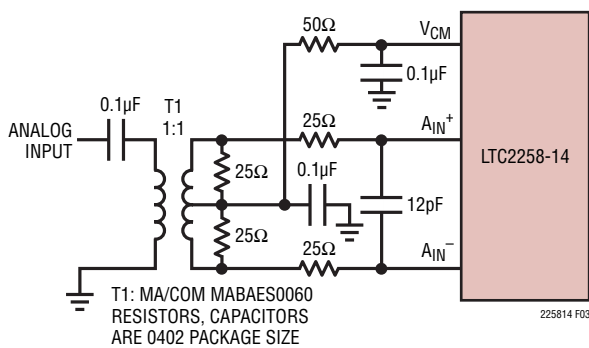 50Ω
VCM
0.1µF
0.1µF
T1
1:1
ANALOG
INPUT
25Ω
AIN+
LTC2258-14
25Ω
0.1µF
12pF
25Ω
25Ω
AIN–
T1: MA/COM MABAES0060
RESISTORS, CAPACITORS
ARE 0402 PACKAGE SIZE
225814 F03